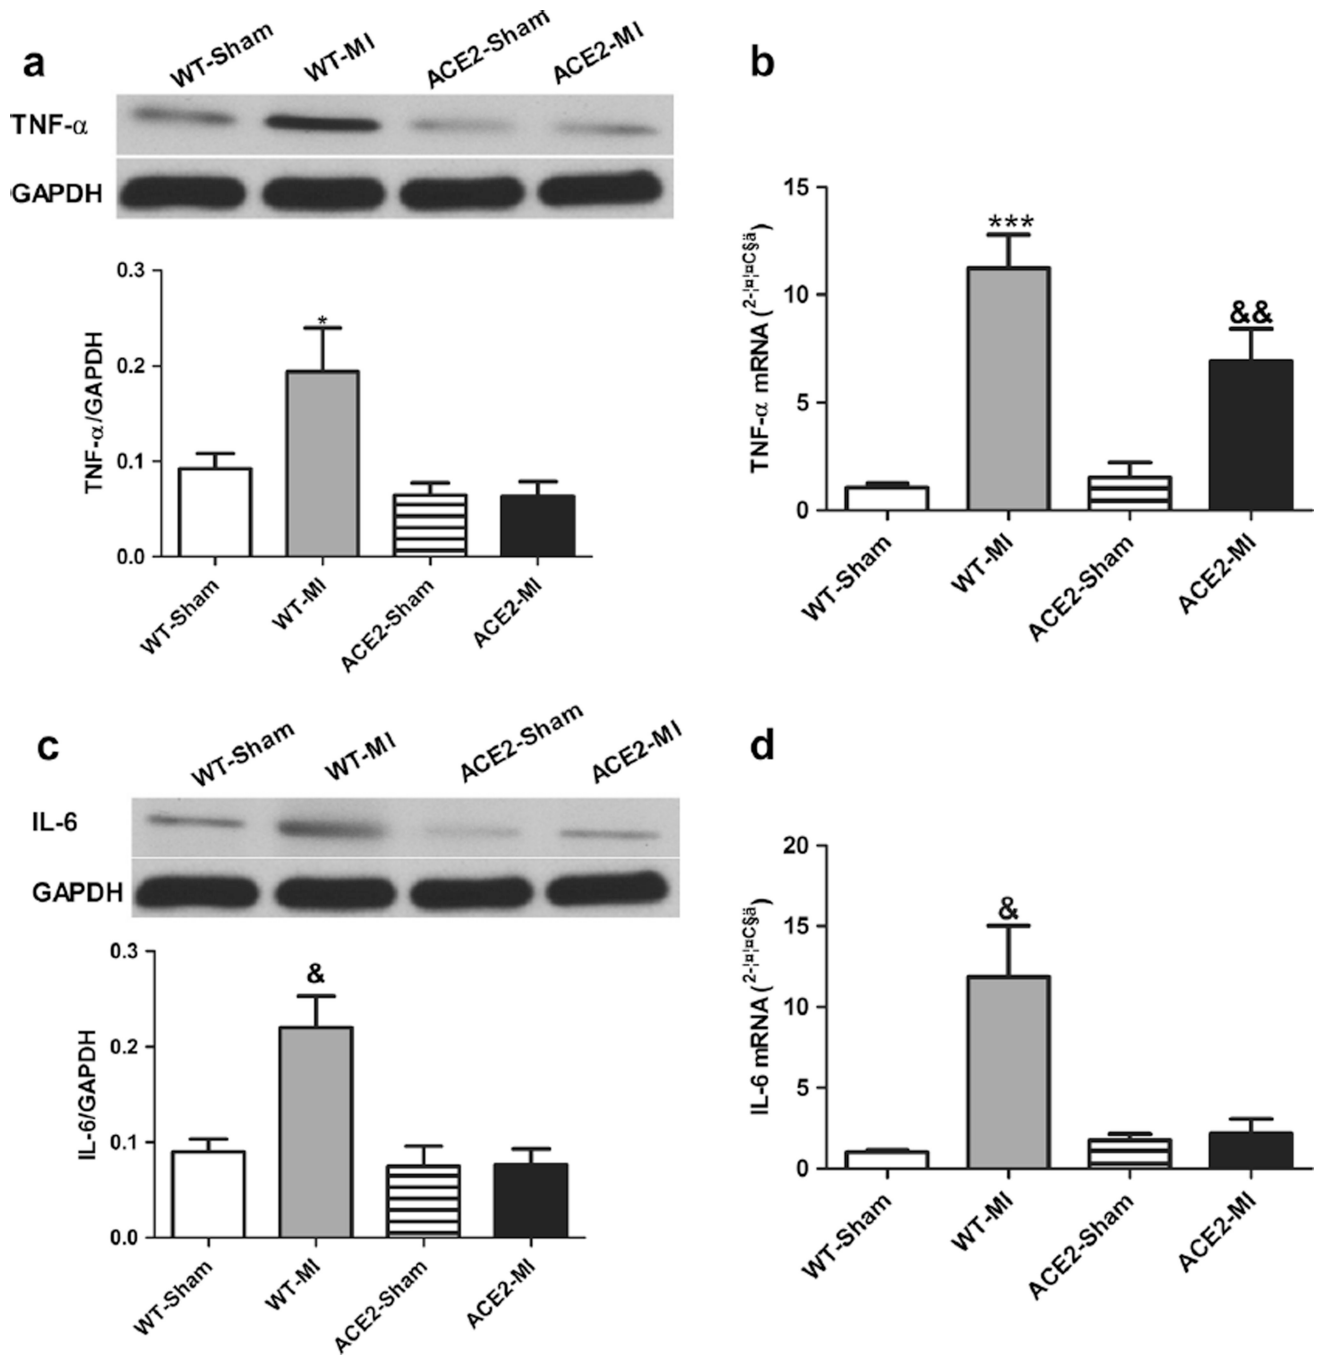 a
WT-Sham
WT-MI
ACE2-Sham
ACE2-MI
TNF-α
GAPDH
TNF-α/GAPDH
0.3
0.2
0.1
0.0
*
WT-Sham
WT-MI
ACE2-Sham
ACE2-MI
b
TNF-α mRNA (2-¦¤¦¤C§ä)
15
10
5
0
***
&&
WT-Sham
WT-MI
ACE2-Sham
ACE2-MI
c
WT-Sham
WT-MI
ACE2-Sham
ACE2-MI
IL-6
GAPDH
IL-6/GAPDH
0.3
0.2
0.1
0.0
&
WT-Sham
WT-MI
ACE2-Sham
ACE2-MI
d
IL-6 mRNA (2-¦¤¦¤C§ä)
20
15
10
5
0
&
WT-Sham
WT-MI
ACE2-Sham
ACE2-MI